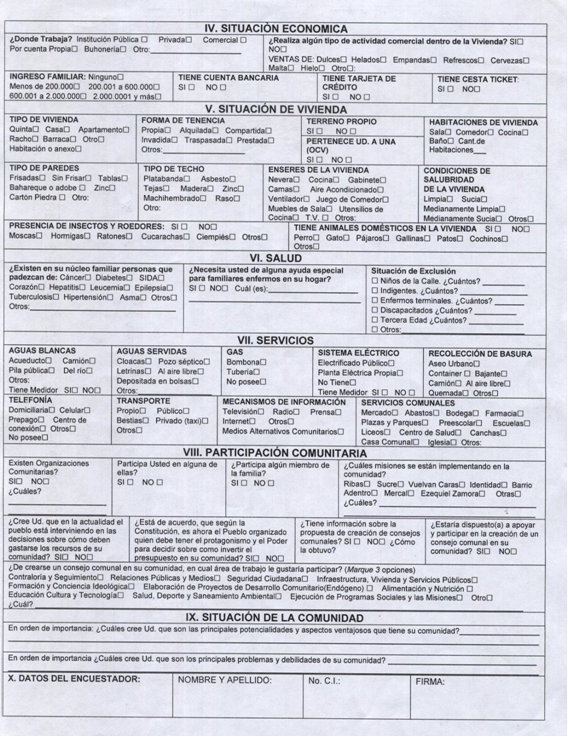 IV. SITUACIÓN ECONOMICA
¿Donde Trabaja? Institución Pública ☐ Privada☐ Comercial ☐
Por cuenta Propia☐ Buhonería☐ Otro:
¿Realiza algún tipo de actividad comercial dentro de la Vivienda? SI☐
NO☐
VENTAS DE: Dulces☐ Helados☐ Empandas☐ Refrescos☐ Cervezas☐
Malta☐ Hielo☐ Otro☐:
INGRESO FAMILIAR: Ninguno☐
Menos de 200.000☐ 200.001 a 600.000☐
600.001 a 2.000.000☐ 2.000.0001 y más☐
TIENE CUENTA BANCARIA
SI ☐ NO ☐
TIENE TARJETA DE
CRÉDITO
SI ☐ NO ☐
TIENE CESTA TICKET:
SI ☐ NO ☐
V. SITUACIÓN DE VIVIENDA
TIPO DE VIVIENDA
Quinta☐ Casa☐ Apartamento☐
Racho☐ Barraca☐ Otro☐
Habitación o anexo☐
FORMA DE TENENCIA
Propia☐ Alquilada☐ Compartida☐
Invadida☐ Traspasada☐ Prestada☐
Otros:
TERRENO PROPIO
SI ☐ NO ☐
PERTENECE UD. A UNA
(OCV)
SI ☐ NO ☐
HABITACIONES DE VIVIENDA
Sala☐ Comedor☐ Cocina☐
Baño☐ Cant.de
Habitaciones
TIPO DE PAREDES
Frisadas☐ Sin Frisar☐ Tablas☐
Bahareque o adobe ☐ Zinc☐
Cartón Piedra ☐ Otro:
TIPO DE TECHO
Platabanda☐ Asbesto☐
Tejas☐ Madera☐ Zinc☐
Machihembrado☐ Raso☐
Otro:
ENSERES DE LA VIVIENDA
Nevera☐ Cocina☐ Gabinete☐
Camas☐ Aire Acondicionado☐
Ventilador☐ Juego de Comedor☐
Muebles de Sala☐ Utensilios de
Cocina☐ T.V. ☐ Otros:
CONDICIONES DE
SALUBRIDAD
DE LA VIVIENDA
Limpia☐ Sucia☐
Medianamente Limpia☐
Medianamente Sucia☐ Otros☐
PRESENCIA DE INSECTOS Y ROEDORES: SI ☐ NO ☐
Moscas☐ Hormigas☐ Ratones☐ Cucarachas☐ Ciempiés☐ Otros☐
TIENE ANIMALES DOMÉSTICOS EN LA VIVIENDA SI ☐ NO ☐
Perro☐ Gato☐ Pájaros☐ Gallinas☐ Patos☐ Cochinos☐
Otros☐
VI. SALUD
¿Existen en su núcleo familiar personas que
padezcan de: Cáncer☐ Diabetes☐ SIDA☐
Corazón☐ Hepatitis☐ Leucemia☐ Epilepsia☐
Tuberculosis☐ Hipertensión☐ Asma☐ Otros☐
Otros:
¿Necesita usted de alguna ayuda especial
para familiares enfermos en su hogar?
SI ☐ NO☐ Cuál (es):
Situación de Exclusión
☐ Niños de la Calle. ¿Cuántos?
☐ Indigentes. ¿Cuántos?
☐ Enfermos terminales. ¿Cuántos?
☐ Discapacitados ¿Cuántos?
☐ Tercera Edad ¿Cuántos?
☐ Otros:
VII. SERVICIOS
AGUAS BLANCAS
Acueducto☐ Camión☐
Pila pública☐ Del río☐
Otros:
Tiene Medidor SI☐ NO☐
AGUAS SERVIDAS
Cloacas☐ Pozo séptico☐
Letrinas☐ Al aire libre☐
Depositada en bolsas☐
Otros:
GAS
Bombona☐
Tubería☐
No posee☐
SISTEMA ELÉCTRICO
Electrificado Público☐
Planta Eléctrica Propia☐
No Tiene☐
Tiene Medidor SI ☐ NO ☐
RECOLECCIÓN DE BASURA
Aseo Urbano☐
Container ☐ Bajante☐
Camión☐ Al aire libre☐
Quemada☐ Otros☐
TELEFONÍA
Domiciliaria☐ Celular☐
Prepago☐ Centro de
conexión☐ Otros☐
No posee☐
TRANSPORTE
Propio☐ Público☐
Bestias☐ Privado (taxi)☐
Otros☐
MECANISMOS DE INFORMACIÓN
Televisión☐ Radio☐ Prensa☐
Internet☐ Otros☐
Medios Alternativos Comunitarios☐
SERVICIOS COMUNALES
Mercado☐ Abastos☐ Bodega☐ Farmacia☐
Plazas y Parques☐ Preescolar☐ Escuelas☐
Liceos☐ Centro de Salud☐ Canchas☐
Casa Comunal☐ Iglesia☐ Otros:
VIII. PARTICIPACIÓN COMUNITARIA
Existen Organizaciones
Comunitarias?
SI☐ NO☐
¿Cuáles?
Participa Usted en alguna de
ellas?
SI☐ NO ☐
¿Participa algún miembro de
la familia?
SI☐ NO ☐
¿Cuáles misiones se están implementando en la
comunidad?
Ribas☐ Sucre☐ Vuelvan Caras☐ Identidad☐ Barrio
Adentro☐ Mercal☐ Ezequiel Zamora☐ Otras☐
¿Cuáles?
¿Cree Ud. que en la actualidad el
pueblo está interviniendo en las
decisiones sobre cómo deben
gastarse los recursos de su
comunidad? SI☐ NO☐
¿Está de acuerdo, que según la
Constitución, es ahora el Pueblo organizado
quien debe tener el protagonismo y el Poder
para decidir sobre como invertir el
presupuesto en su comunidad? SI☐ NO☐
¿Tiene información sobre la
propuesta de creación de consejos
comunales? SI ☐ NO ☐ ¿Cómo
la obtuvo?
¿Estaría dispuesto(a) a apoyar
y participar en la creación de un
consejo comunal en su
comunidad? SI ☐ NO ☐
¿De crearse un consejo comunal en su comunidad, en cual área de trabajo le gustaría participar? (Marque 3 opciones)
Contraloría y Seguimiento☐ Relaciones Públicas y Medios☐ Seguridad Ciudadana☐ Infraestructura, Vivienda y Servicios Públicos☐
Formación y Conciencia Ideológica☐ Elaboración de Proyectos de Desarrollo Comunitario(Endógeno) ☐ Alimentación y Nutrición ☐
Educación Cultura y Tecnología☐ Salud, Deporte y Saneamiento Ambiental☐ Ejecución de Programas Sociales y las Misiones☐ Otro☐
¿Cuál?
IX. SITUACIÓN DE LA COMUNIDAD
En orden de importancia: ¿Cuáles cree Ud. que son las principales potencialidades y aspectos ventajosos que tiene su comunidad?
En orden de importancia ¿Cuáles cree Ud. que son los principales problemas y debilidades de su comunidad?
X. DATOS DEL ENCUESTADOR:
NOMBRE Y APELLIDO:
No. C.I.:
FIRMA: